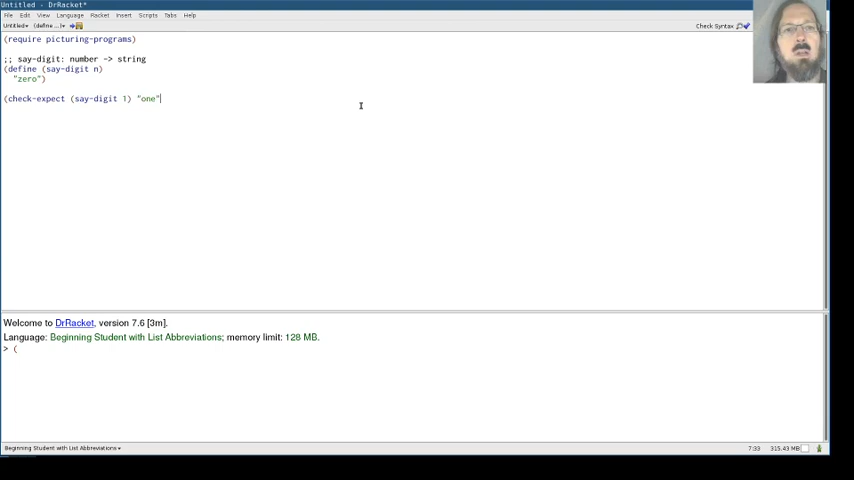 Untitled - DrRacket*
File Edit View Language Racket Insert Scripts Tabs Help
Untitled▾ (define ...)▾ Check Syntax
(require picturing-programs)
;; say-digit: number -> string
(define (say-digit n)
"zero")
(check-expect (say-digit 1) "one"
Welcome to DrRacket, version 7.6 [3m].
Language: Beginning Student with List Abbreviations; memory limit: 128 MB.
> (
Beginning Student with List Abbreviations▾ 7:33 315.43 MB